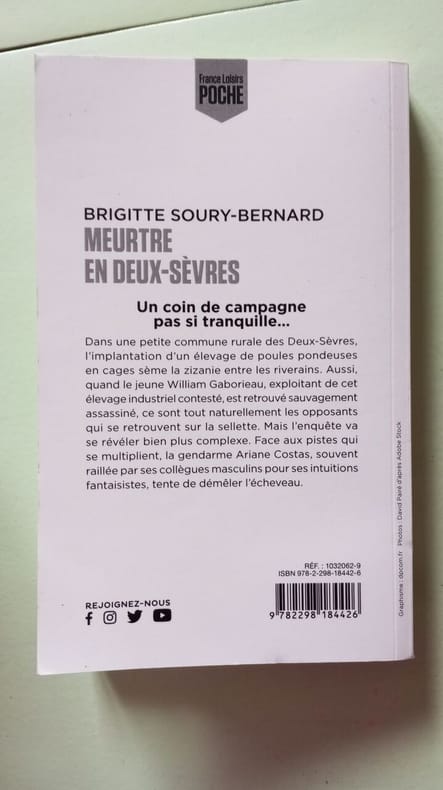 France Loisirs
POCHE
BRIGITTE SOURY-BERNARD
MEURTRE
EN DEUX-SÈVRES
Un coin de campagne
pas si tranquille...
Dans une petite commune rurale des Deux-Sèvres,
l'implantation d'un élevage de poules pondeuses
en cages sème la zizanie entre les riverains. Aussi,
quand le jeune William Gaborieau, exploitant de cet
élevage industriel contesté, est retrouvé sauvagement
assassiné, ce sont tout naturellement les opposants
qui se retrouvent sur la sellette. Mais l'enquête va
se révéler bien plus complexe. Face aux pistes qui
se multiplient, la gendarme Ariane Costas, souvent
raillée par ses collègues masculins pour ses intuitions
fantaisistes, tente de démêler l'écheveau.
RÉF. : 1032062-9
ISBN 978-2-298-18442-6
9 782298 184426
REJOIGNEZ-NOUS
Graphisme : dpcom.fr Photos : David Pairé d'après Adobe Stock